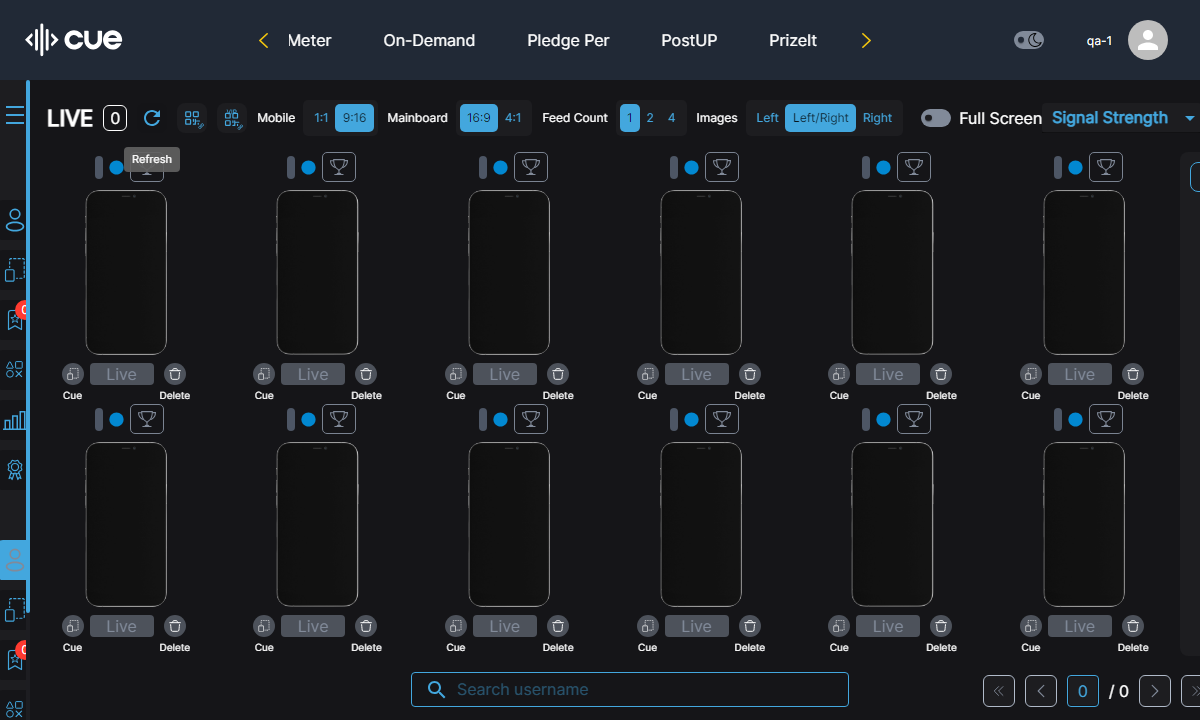 cue
Meter On-Demand Pledge Per PostUP PrizeIt
qa-1
LIVE 0 Mobile 1:1 9:16 Mainboard 16:9 4:1 Feed Count 1 2 4 Images Left Left/Right Right Full Screen Signal Strength
Refresh
Live Live Live Live Live Live
Cue Delete Cue Delete Cue Delete Cue Delete Cue Delete Cue Delete
Live Live Live Live Live Live
Cue Delete Cue Delete Cue Delete Cue Delete Cue Delete Cue Delete
Search username
0 / 0